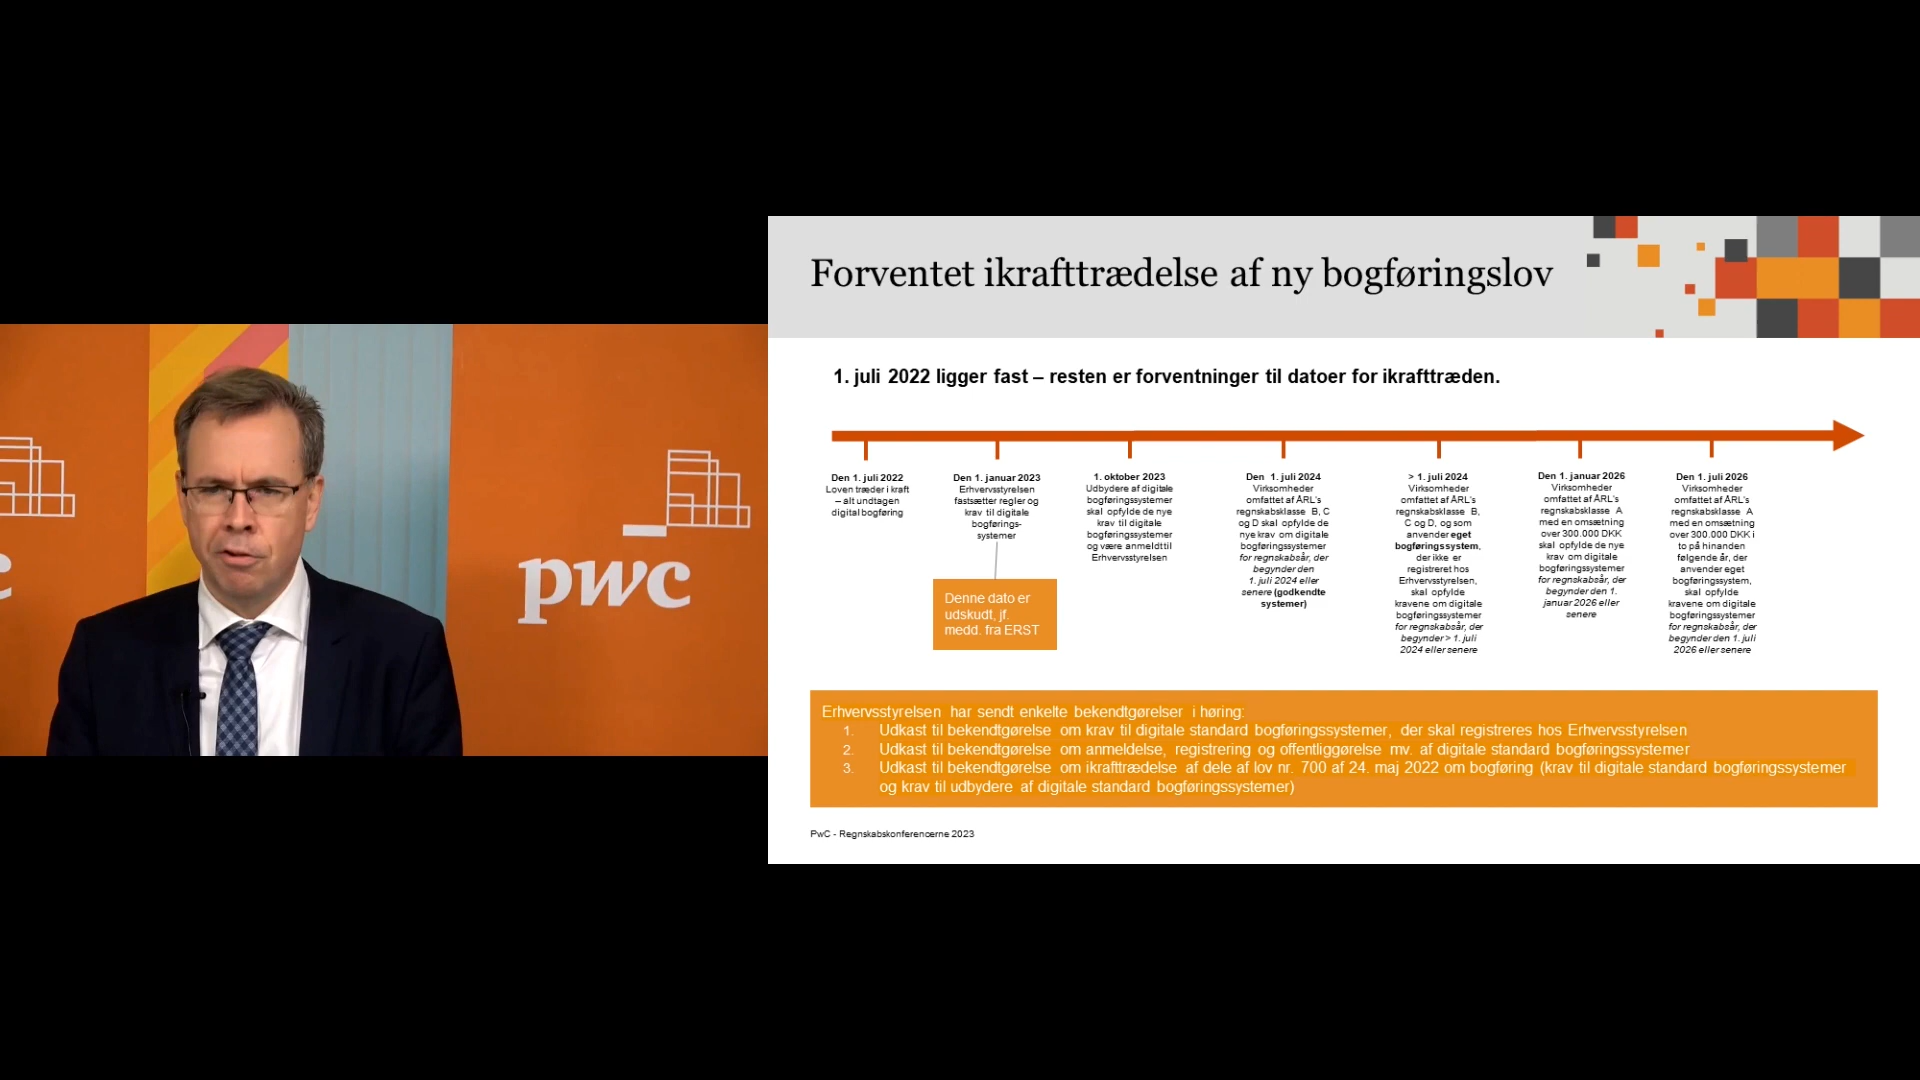 pwc
Forventet ikrafttrædelse af ny bogføringslov
1. juli 2022 ligger fast – resten er forventninger til datoer for ikrafttræden.
Den 1. juli 2022
Loven træder i kraft
– alt undtagen
digital bogføring
Den 1. januar 2023
Erhvervsstyrelsen
fastsætter regler og
krav til digitale
bogførings-
systemer
Denne dato er
udskudt, jf.
medd. fra ERST
1. oktober 2023
Udbydere af digitale
bogføringssystemer
skal opfylde de nye
krav til digitale
bogføringssystemer
og være anmeldt til
Erhvervsstyrelsen
Den 1. juli 2024
Virksomheder
omfattet af ÅRL's
regnskabsklasse B, C
og D skal opfylde de
nye krav om digitale
bogføringssystemer
for regnskabsår, der
begynder den
1. juli 2024 eller
senere (godkendte
systemer)
> 1. juli 2024
Virksomheder
omfattet af ÅRL's
regnskabsklasse B,
C og D, og som
anvender eget
bogføringssystem,
der ikke er
registreret hos
Erhvervsstyrelsen,
skal opfylde
kravene om digitale
bogføringssystemer
for regnskabsår, der
begynder > 1. juli
2024 eller senere
Den 1. januar 2026
Virksomheder
omfattet af ÅRL's
regnskabsklasse A
med en omsætning
over 300.000 DKK
skal opfylde de nye
krav om digitale
bogføringssystemer
for regnskabsår, der
begynder den 1.
januar 2026 eller
senere
Den 1. juli 2026
Virksomheder
omfattet af ÅRL's
regnskabsklasse A
med en omsætning
over 300.000 DKK i
to på hinanden
følgende år, der
anvender eget
bogføringssystem,
skal opfylde
kravene om digitale
bogføringssystemer
for regnskabsår, der
begynder den 1. juli
2026 eller senere
Erhvervsstyrelsen har sendt enkelte bekendtgørelser i høring:
1. Udkast til bekendtgørelse om krav til digitale standard bogføringssystemer, der skal registreres hos Erhvervsstyrelsen
2. Udkast til bekendtgørelse om anmeldelse, registrering og offentliggørelse mv. af digitale standard bogføringssystemer
3. Udkast til bekendtgørelse om ikrafttrædelse af dele af lov nr. 700 af 24. maj 2022 om bogføring (krav til digitale standard bogføringssystemer
og krav til udbydere af digitale standard bogføringssystemer)
PwC - Regnskabskonferencerne 2023